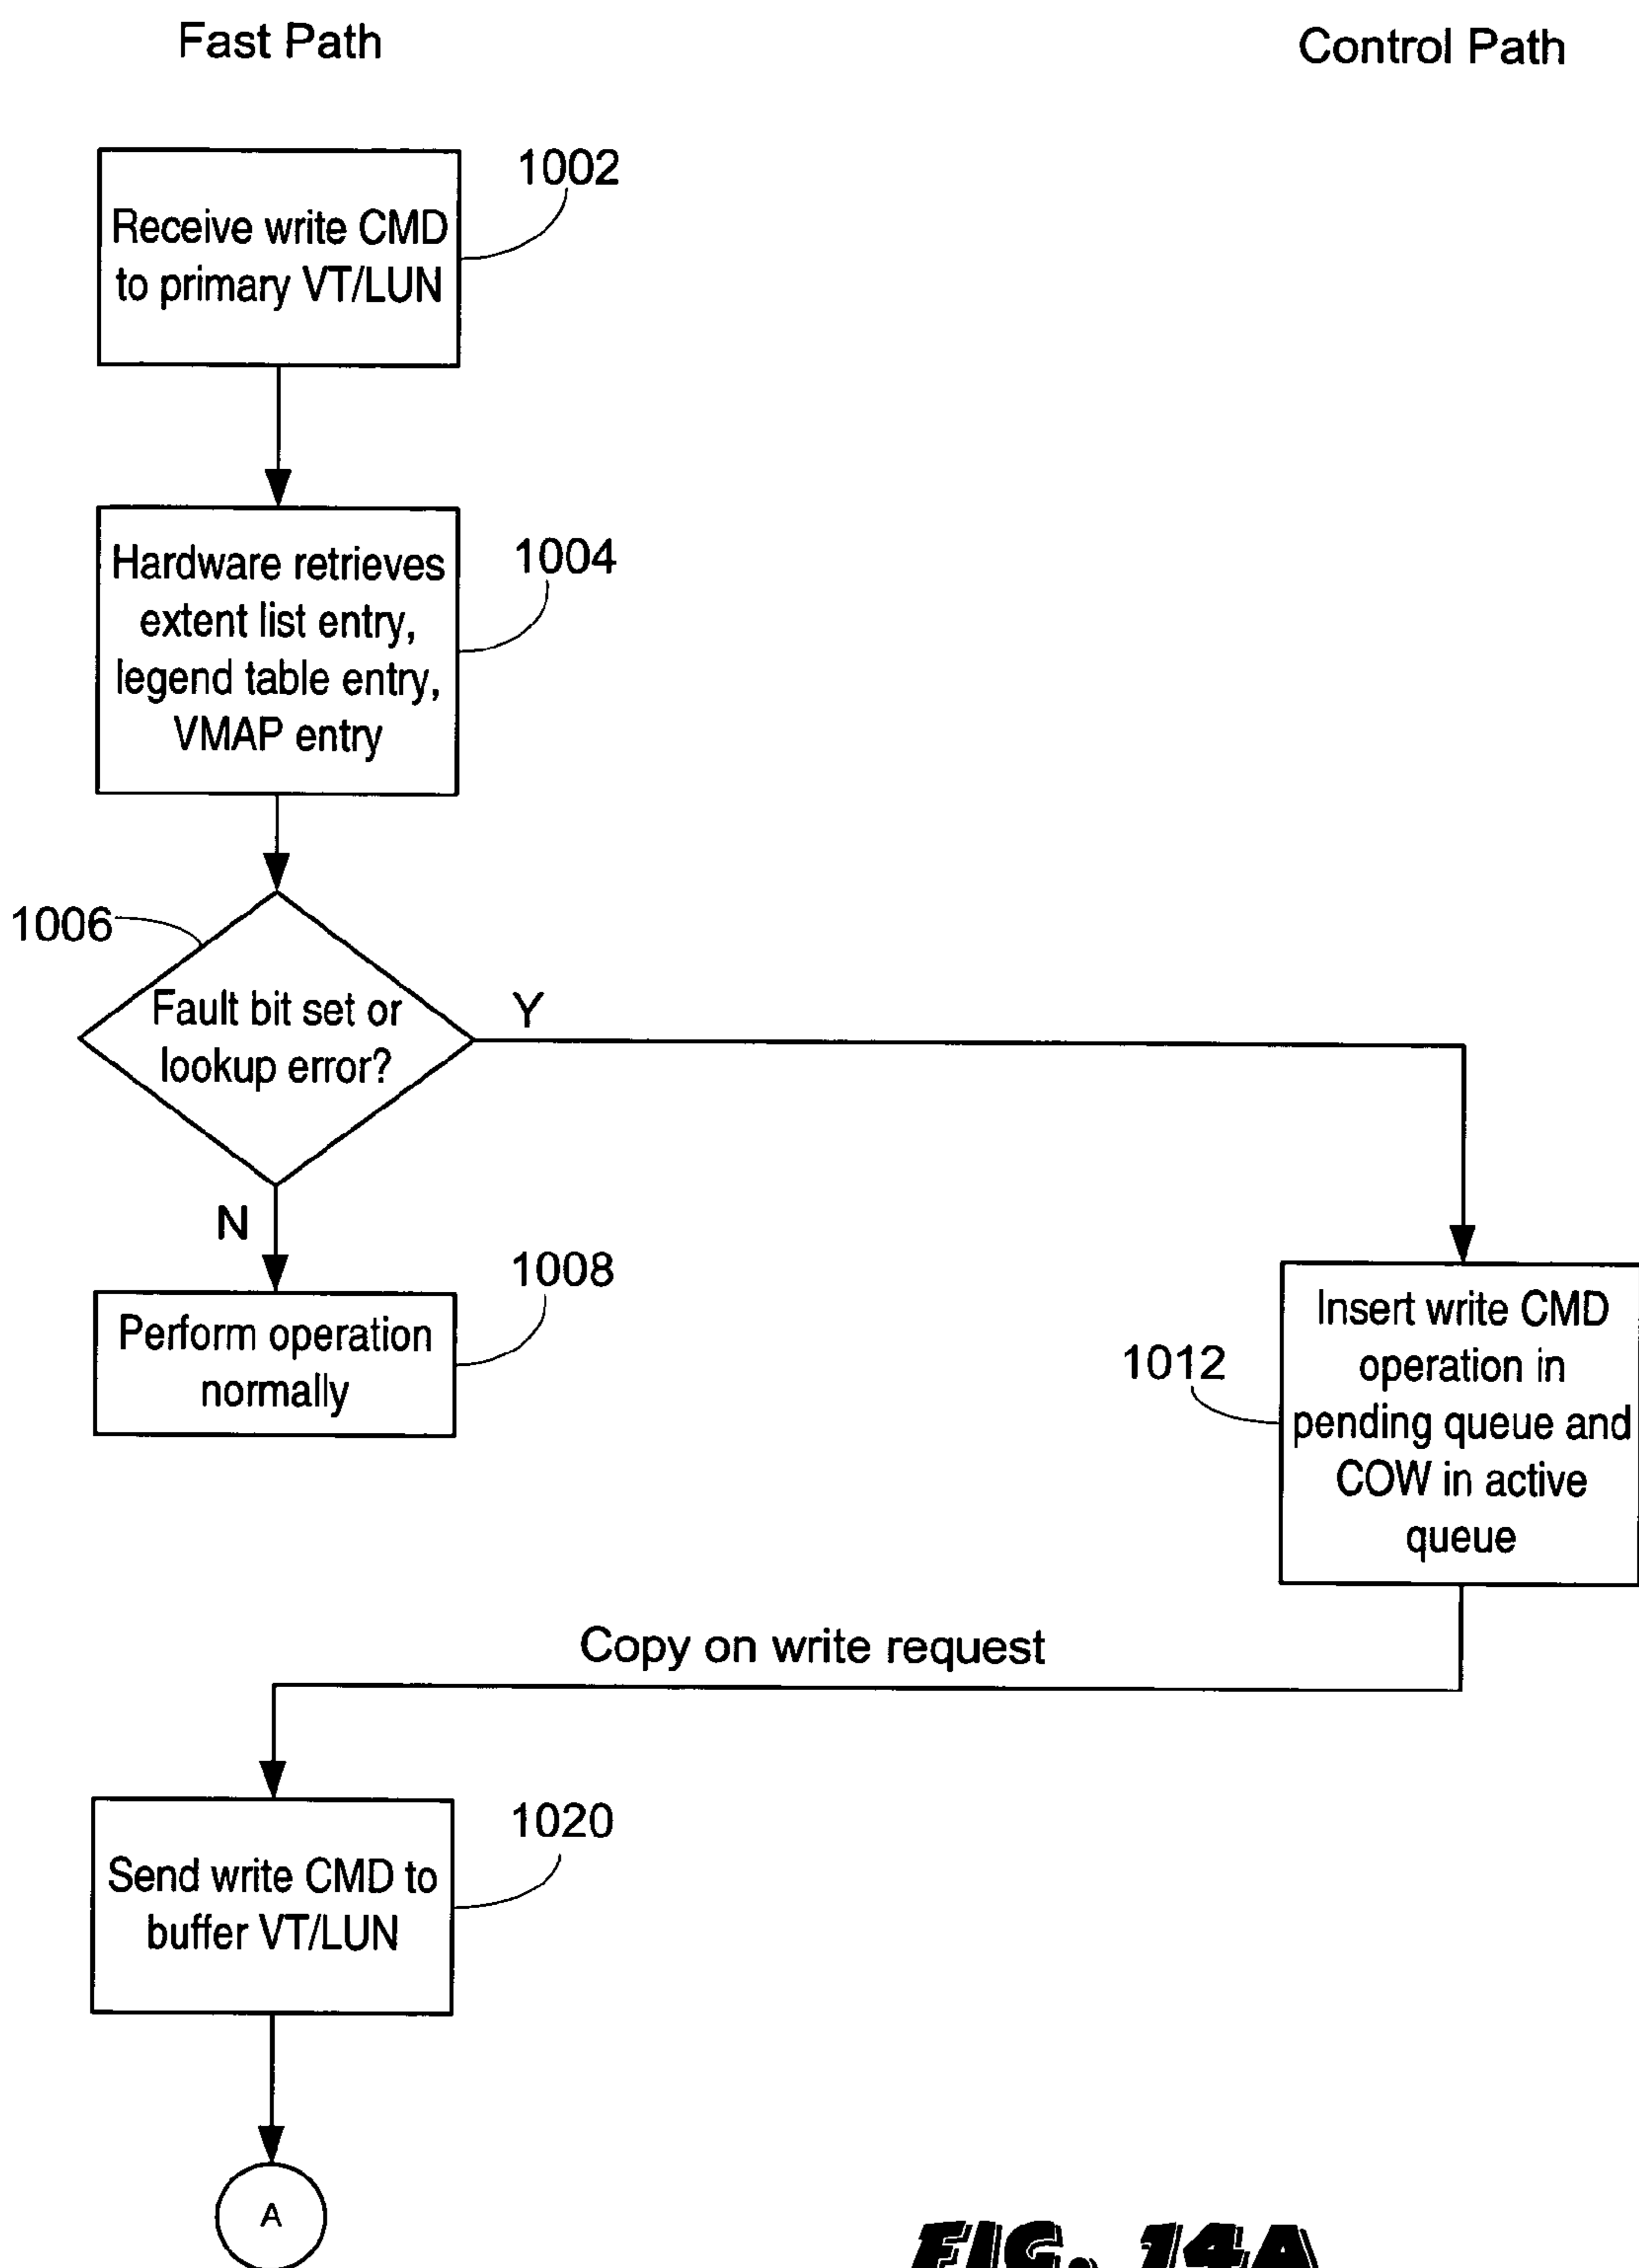 Fast Path
Control Path
1002
Receive write CMD
to primary VT/LUN
1004
Hardware retrieves
extent list entry,
legend table entry,
VMAP entry
1006
Fault bit set or
lookup error?
Y
N
1008
Perform operation
normally
1012
Insert write CMD
operation in
pending queue and
COW in active
queue
Copy on write request
1020
Send write CMD to
buffer VT/LUN
A
FIG. 14A